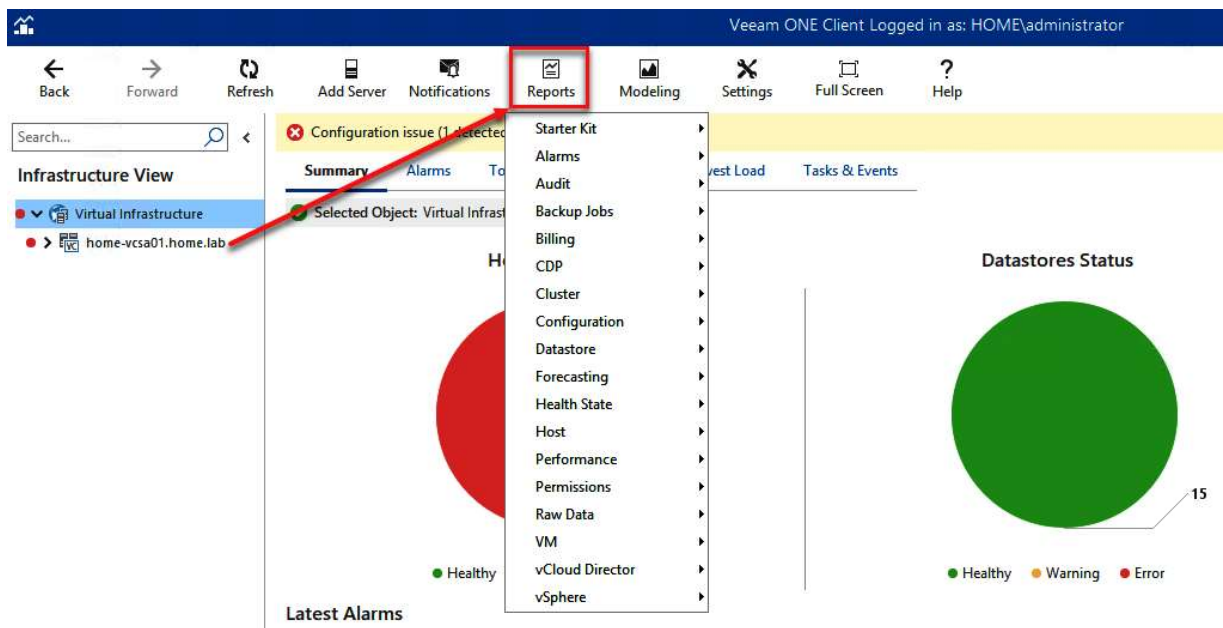 Veeam ONE Client Logged in as: HOME\administrator
Back Forward Refresh Add Server Notifications Reports Modeling Settings Full Screen Help
Search...
Configuration issue (1 detected
Infrastructure View
Summary Alarms To vest Load Tasks & Events
Virtual Infrastructure
Selected Object: Virtual Infrast
home-vcsa01.home.lab
Starter Kit
Alarms
Audit
Backup Jobs
Billing
CDP
Cluster
Configuration
Datastore
Forecasting
Health State
Host
Performance
Permissions
Raw Data
VM
vCloud Director
vSphere
H
Datastores Status
15
Healthy
Healthy Warning Error
Latest Alarms